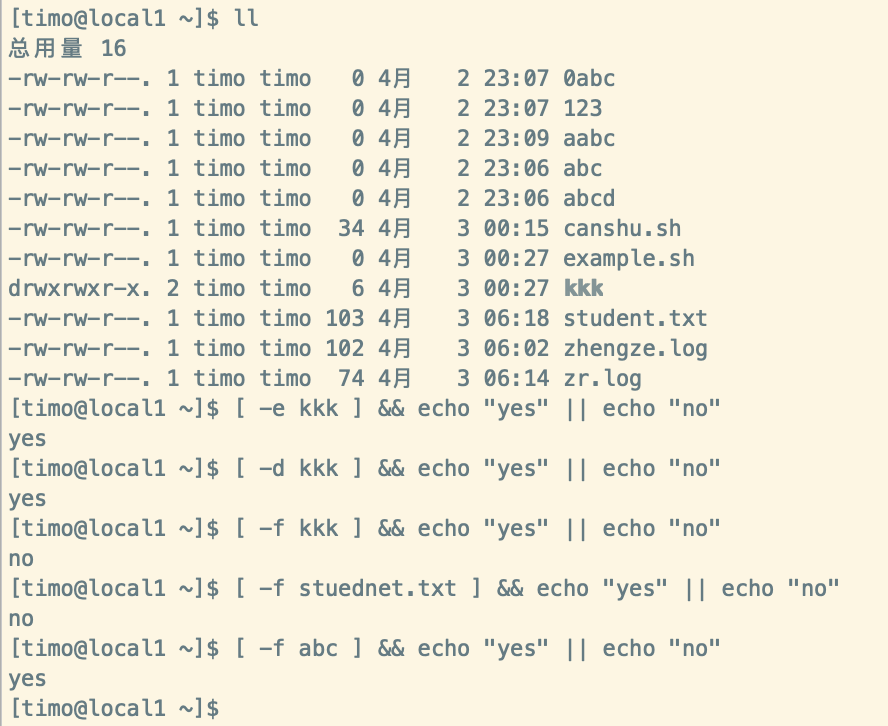 [timo@local1 ~]$ ll
总用量 16
-rw-rw-r--. 1 timo timo   0 4月   2 23:07 0abc
-rw-rw-r--. 1 timo timo   0 4月   2 23:07 123
-rw-rw-r--. 1 timo timo   0 4月   2 23:09 aabc
-rw-rw-r--. 1 timo timo   0 4月   2 23:06 abc
-rw-rw-r--. 1 timo timo   0 4月   2 23:06 abcd
-rw-rw-r--. 1 timo timo  34 4月   3 00:15 canshu.sh
-rw-rw-r--. 1 timo timo   0 4月   3 00:27 example.sh
drwxrwxr-x. 2 timo timo   6 4月   3 00:27 kkk
-rw-rw-r--. 1 timo timo 103 4月   3 06:18 student.txt
-rw-rw-r--. 1 timo timo 102 4月   3 06:02 zhengze.log
-rw-rw-r--. 1 timo timo  74 4月   3 06:14 zr.log
[timo@local1 ~]$ [ -e kkk ] && echo "yes" || echo "no"
yes
[timo@local1 ~]$ [ -d kkk ] && echo "yes" || echo "no"
yes
[timo@local1 ~]$ [ -f kkk ] && echo "yes" || echo "no"
no
[timo@local1 ~]$ [ -f stuednet.txt ] && echo "yes" || echo "no"
no
[timo@local1 ~]$ [ -f abc ] && echo "yes" || echo "no"
yes
[timo@local1 ~]$